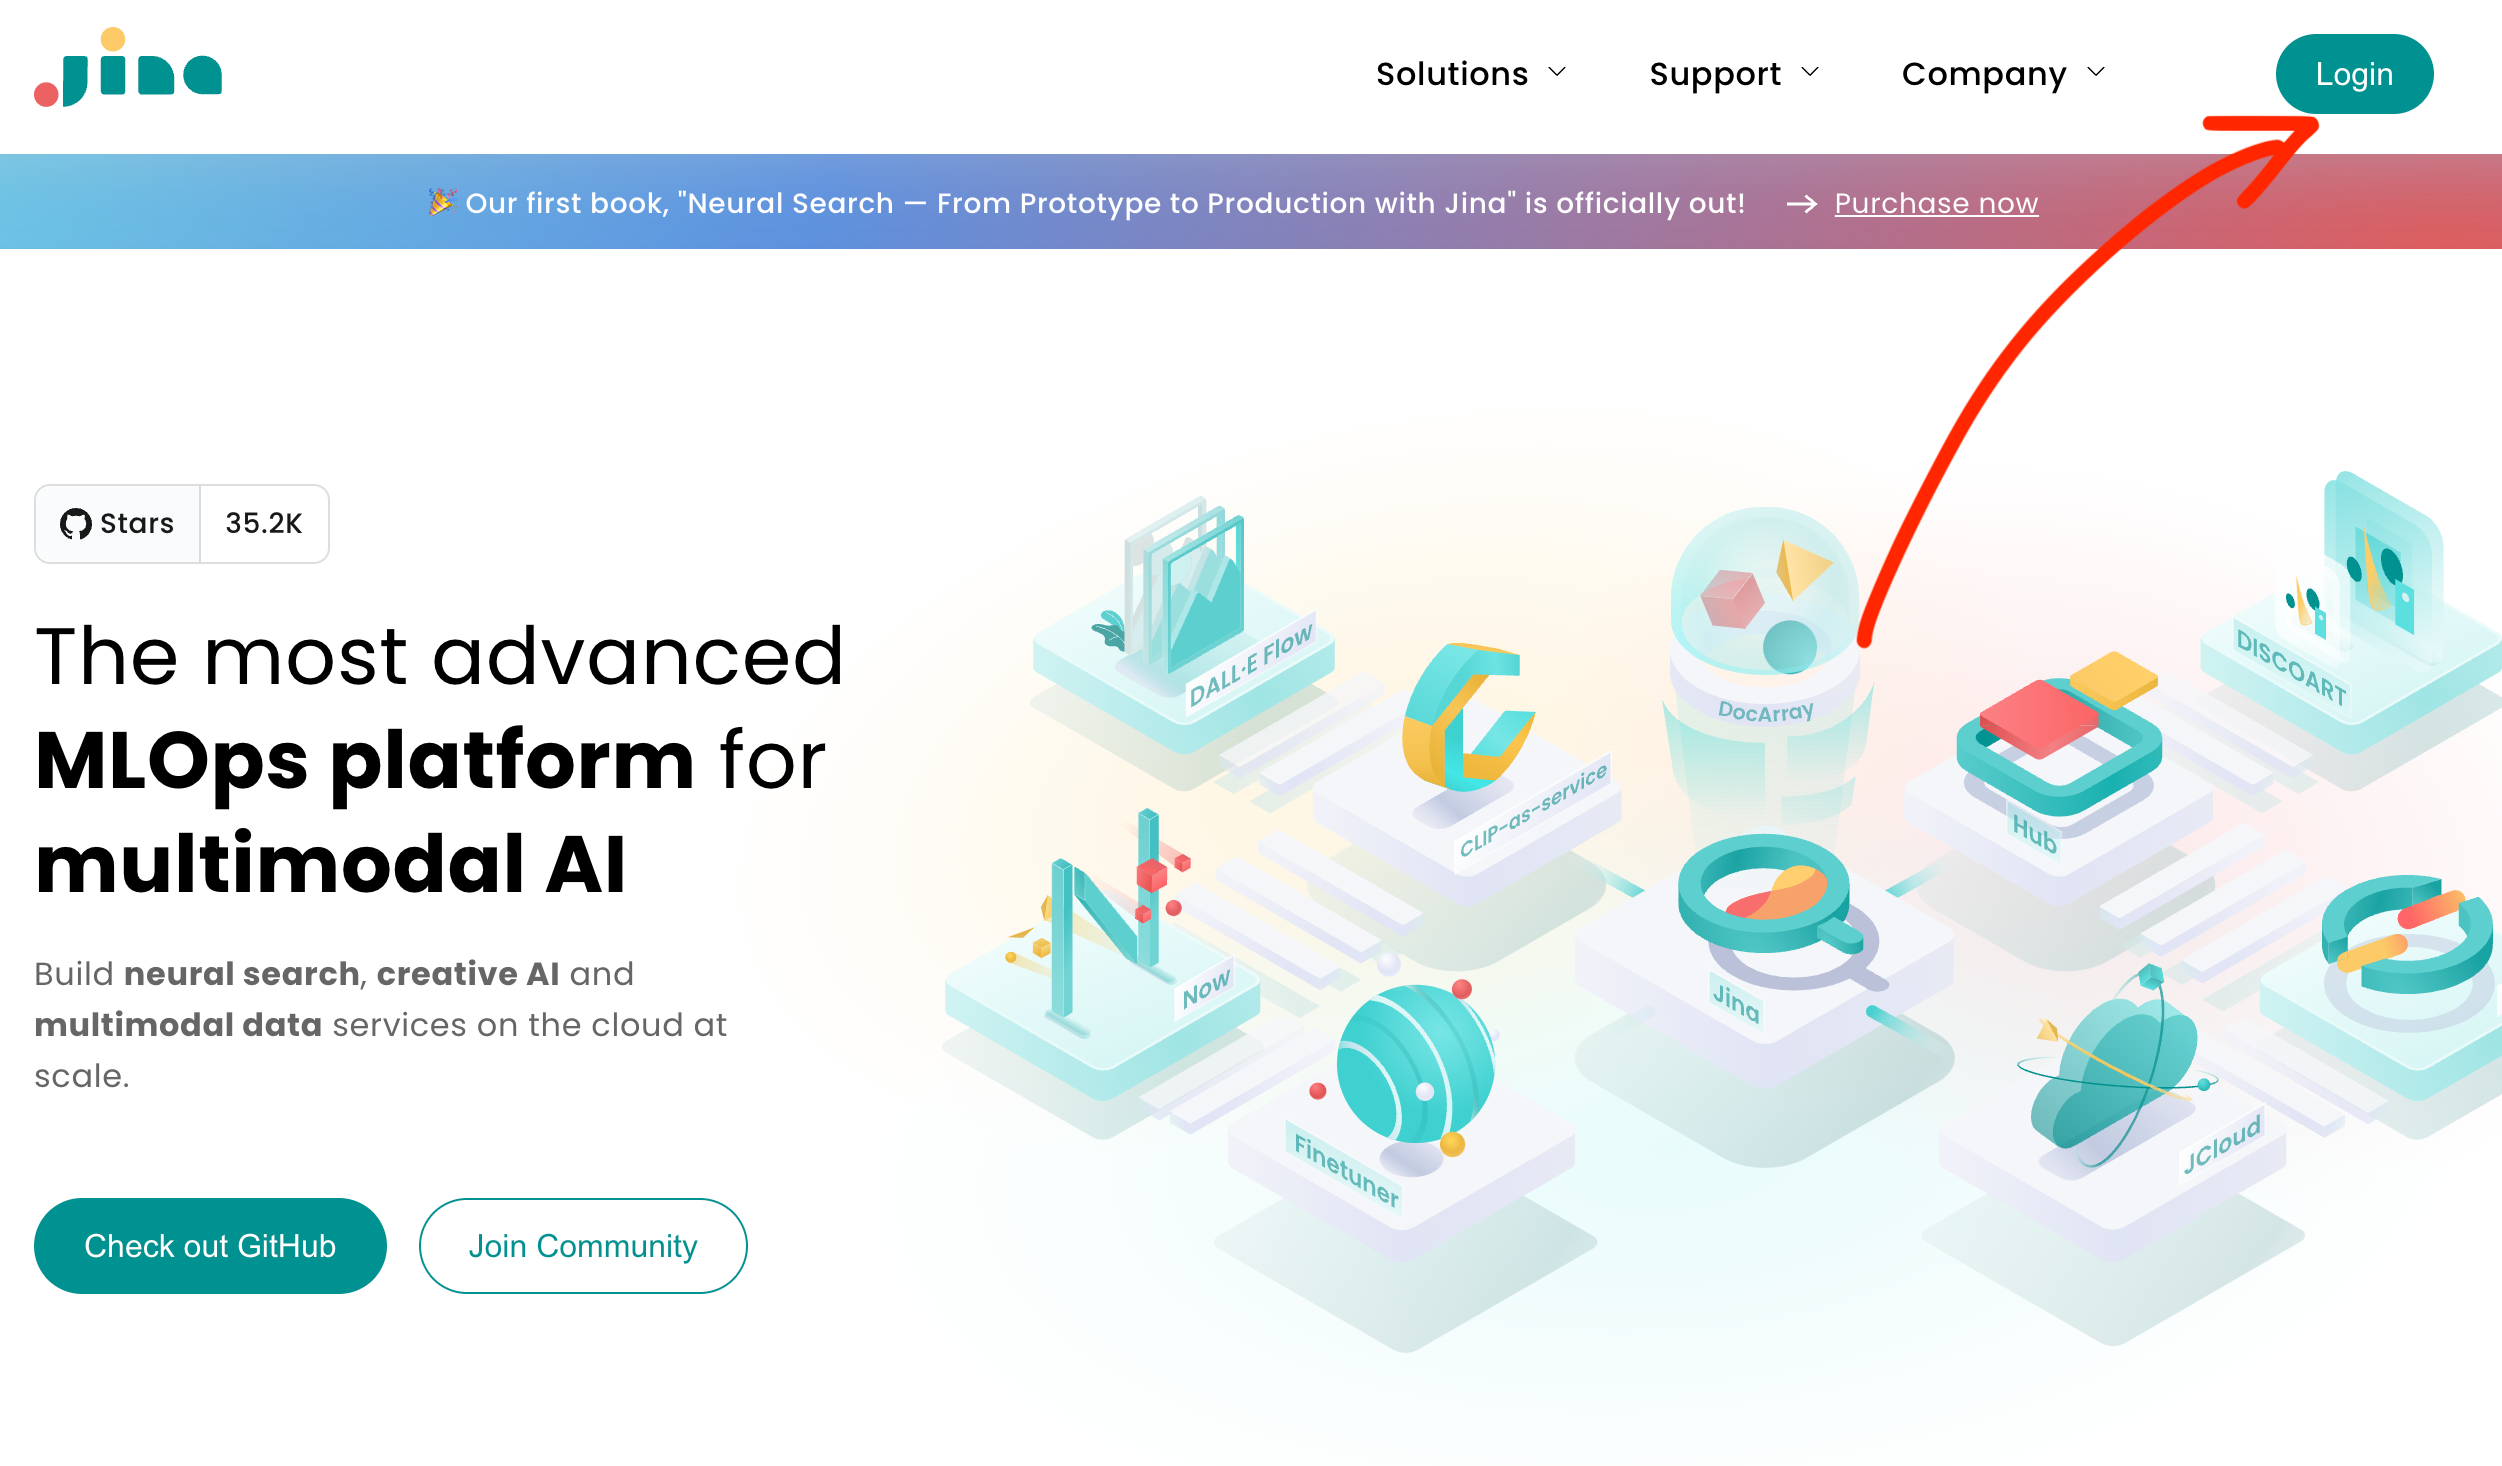 Jina
Solutions
Support
Company
Login
🎉 Our first book, "Neural Search — From Prototype to Production with Jina" is officially out! → Purchase now
Stars 35.2K
The most advanced
MLOps platform for
multimodal AI
Build neural search, creative AI and
multimodal data services on the cloud at
scale.
Check out GitHub
Join Community
DALL·E Flow
CLIP-as-service
DocArray
Hub
DISCOART
Now
Jina
Finetuner
JCloud